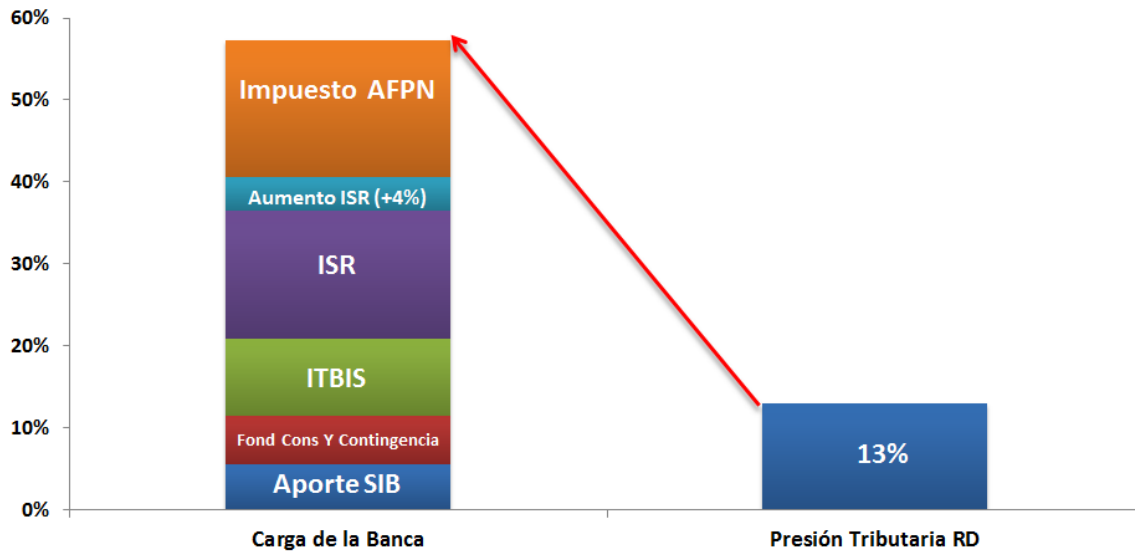 60%
50%
40%
30%
20%
10%
0%
Impuesto AFPN
Aumento ISR (+4%)
ISR
ITBIS
Fond Cons Y Contingencia
Aporte SIB
13%
Carga de la Banca
Presión Tributaria RD